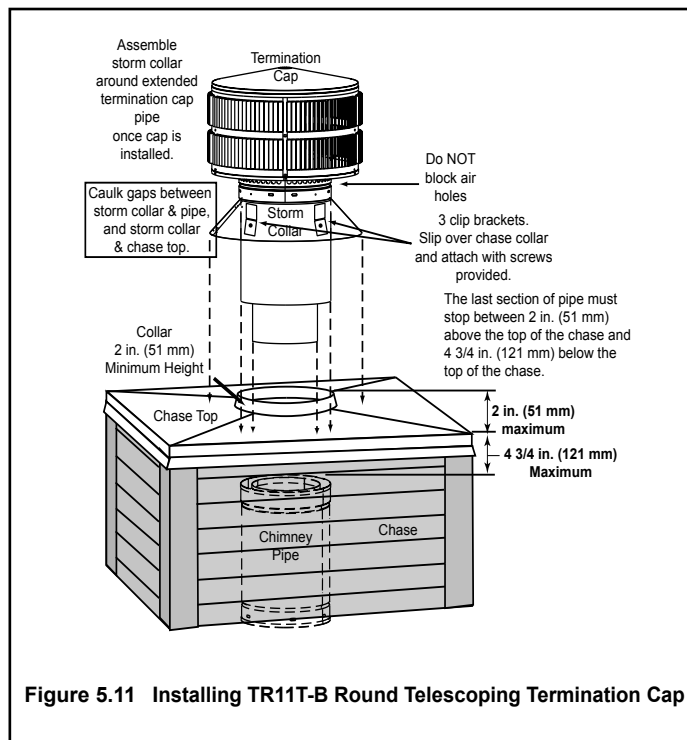 Assemble
storm collar
around extended
termination cap
pipe
once cap is
installed.
Termination
Cap
Do NOT
block air
holes
Caulk gaps between
storm collar & pipe,
and storm collar
& chase top.
Storm
Collar
3 clip brackets.
Slip over chase collar
and attach with screws
provided.
The last section of pipe must
stop between 2 in. (51 mm)
above the top of the chase and
4 3/4 in. (121 mm) below the
top of the chase.
Collar
2 in. (51 mm)
Minimum Height
Chase Top
2 in. (51 mm)
maximum
4 3/4 in. (121 mm)
Maximum
Chimney
Pipe
Chase
Figure 5.11 Installing TR11T-B Round Telescoping Termination Cap